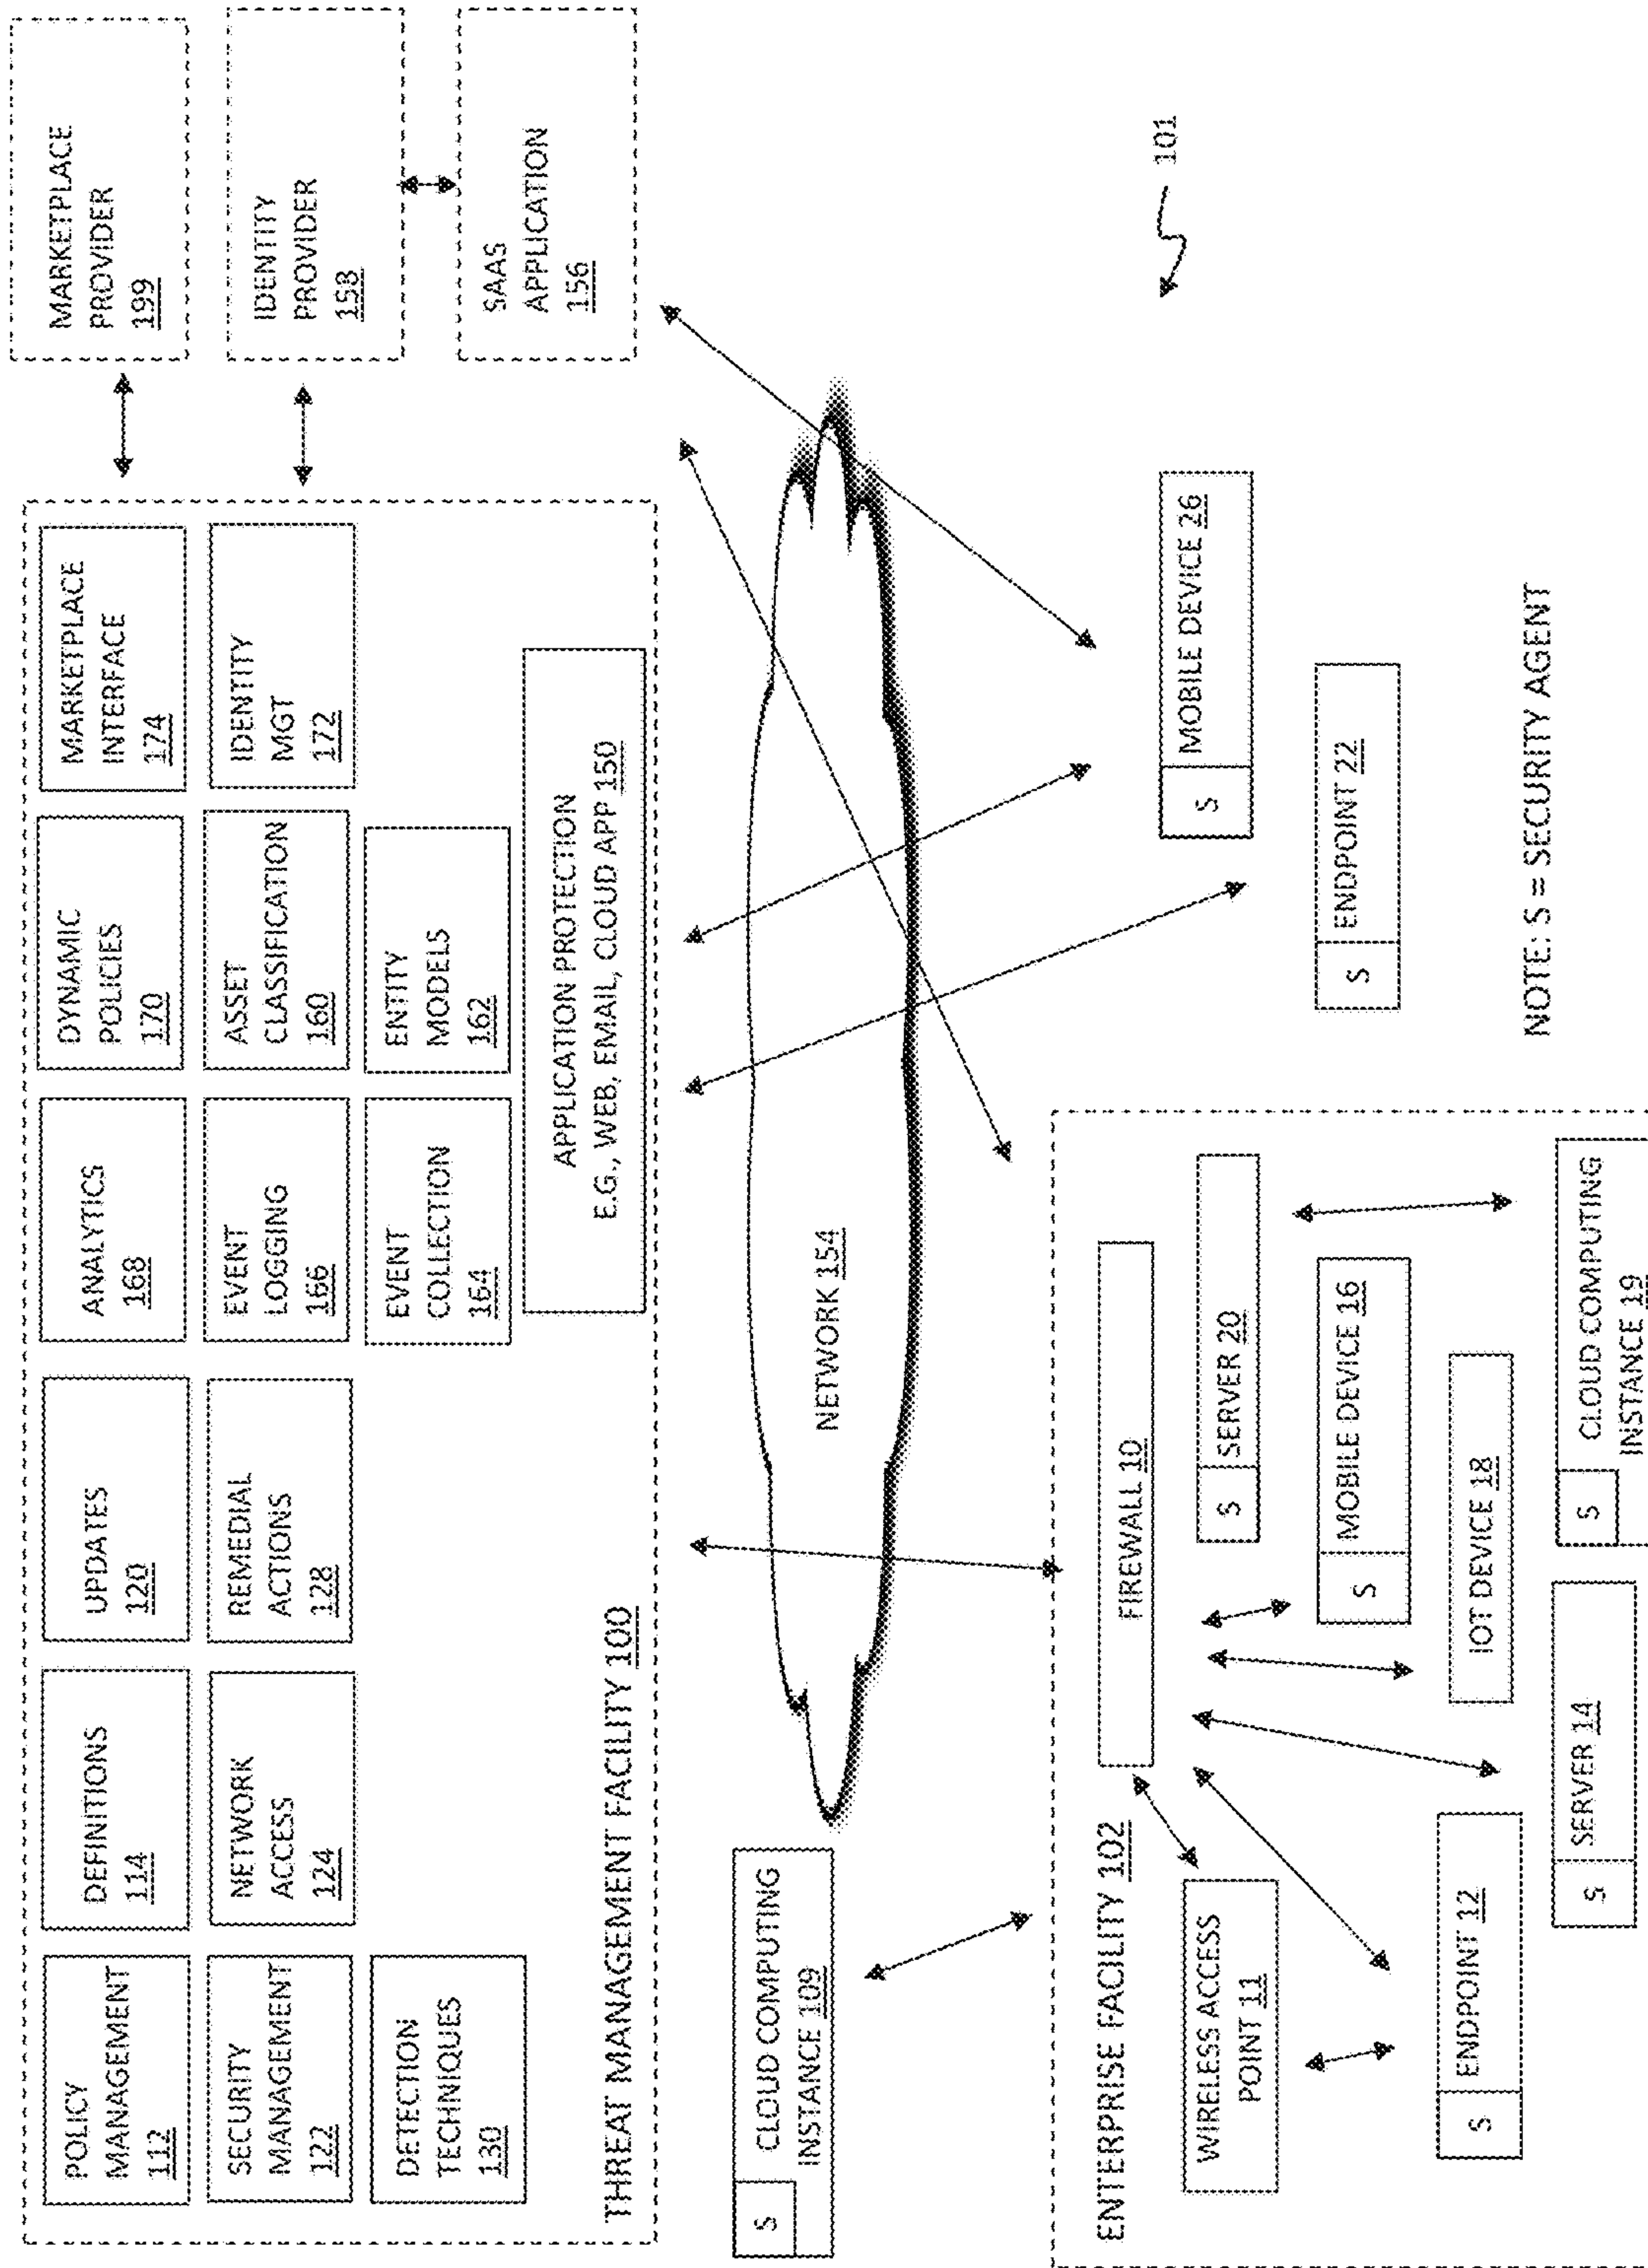 POLICY
MANAGEMENT
112
DEFINITIONS
114
UPDATES
120
ANALYTICS
168
DYNAMIC
POLICIES
170
MARKETPLACE
INTERFACE
174
MARKETPLACE
PROVIDER
199
SECURITY
MANAGEMENT
122
NETWORK
ACCESS
124
REMEDIAL
ACTIONS
128
EVENT
LOGGING
166
ASSET
CLASSIFICATION
160
IDENTITY
MGT
172
IDENTITY
PROVIDER
158
DETECTION
TECHNIQUES
130
EVENT
COLLECTION
164
ENTITY
MODELS
162
SAAS
APPLICATION
156
APPLICATION PROTECTION
E.G., WEB, EMAIL, CLOUD APP 150
THREAT MANAGEMENT FACILITY 100
S
CLOUD COMPUTING
INSTANCE 109
NETWORK 154
101
ENTERPRISE FACILITY 102
FIREWALL 10
WIRELESS ACCESS
POINT 11
S SERVER 20
S MOBILE DEVICE 16
S MOBILE DEVICE 26
S ENDPOINT 22
S ENDPOINT 12
IOT DEVICE 18
S SERVER 14
S
CLOUD COMPUTING
INSTANCE 19
NOTE: S = SECURITY AGENT